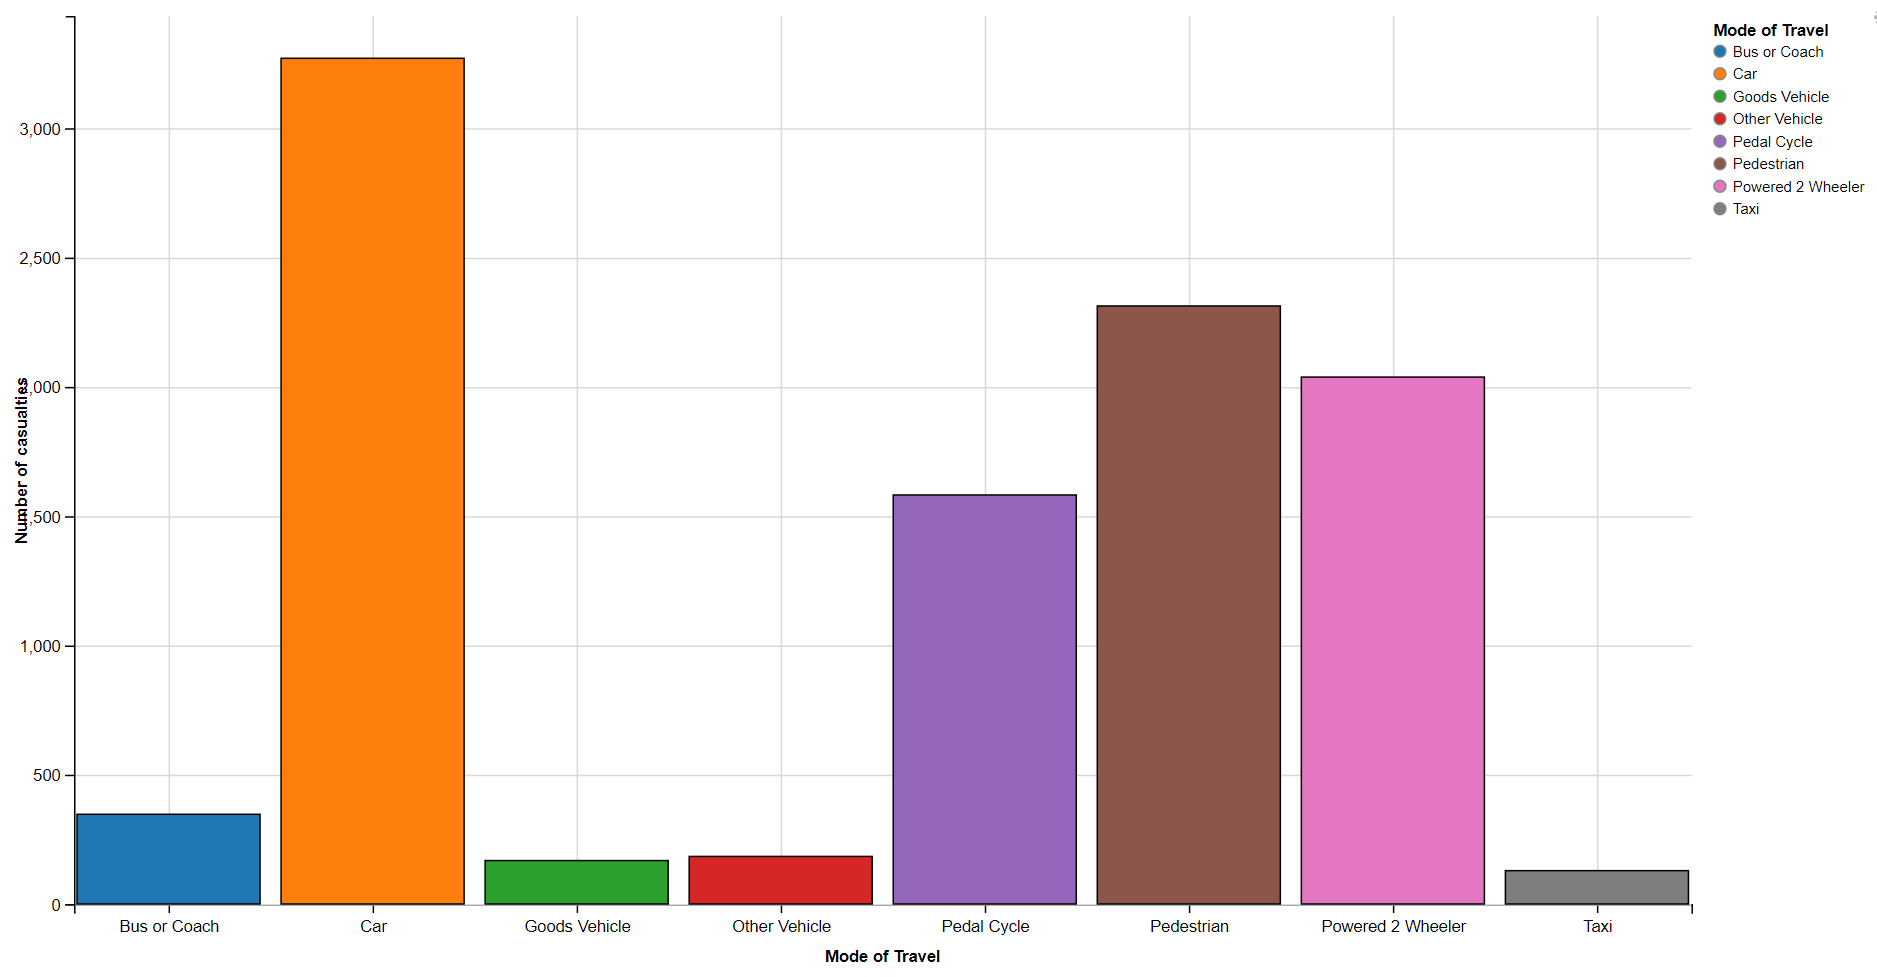 3,000
2,500
,000
,500
1,000
500
0
Number of casualties
Bus or Coach
Car
Goods Vehicle
Other Vehicle
Pedal Cycle
Pedestrian
Powered 2 Wheeler
Taxi
Mode of Travel
Mode of Travel
Bus or Coach
Car
Goods Vehicle
Other Vehicle
Pedal Cycle
Pedestrian
Powered 2 Wheeler
Taxi